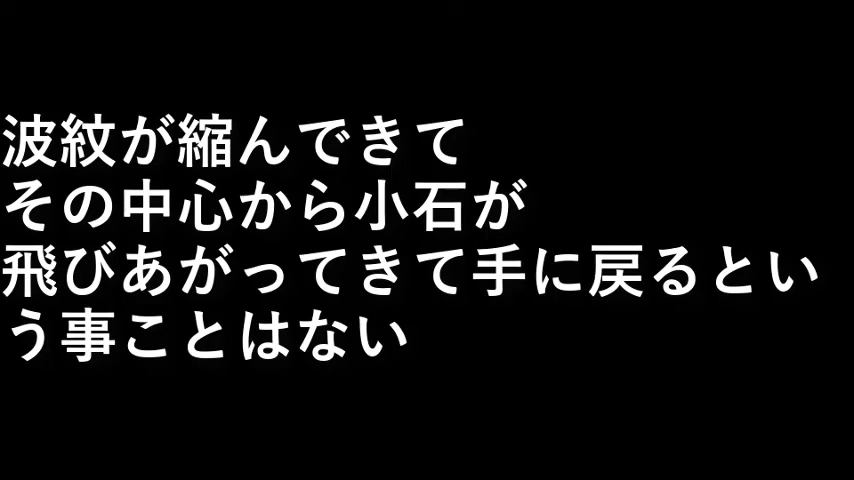 波紋が縮んできて
その中心から小石が
飛びあがってきて手に戻るとい
う事ことはない